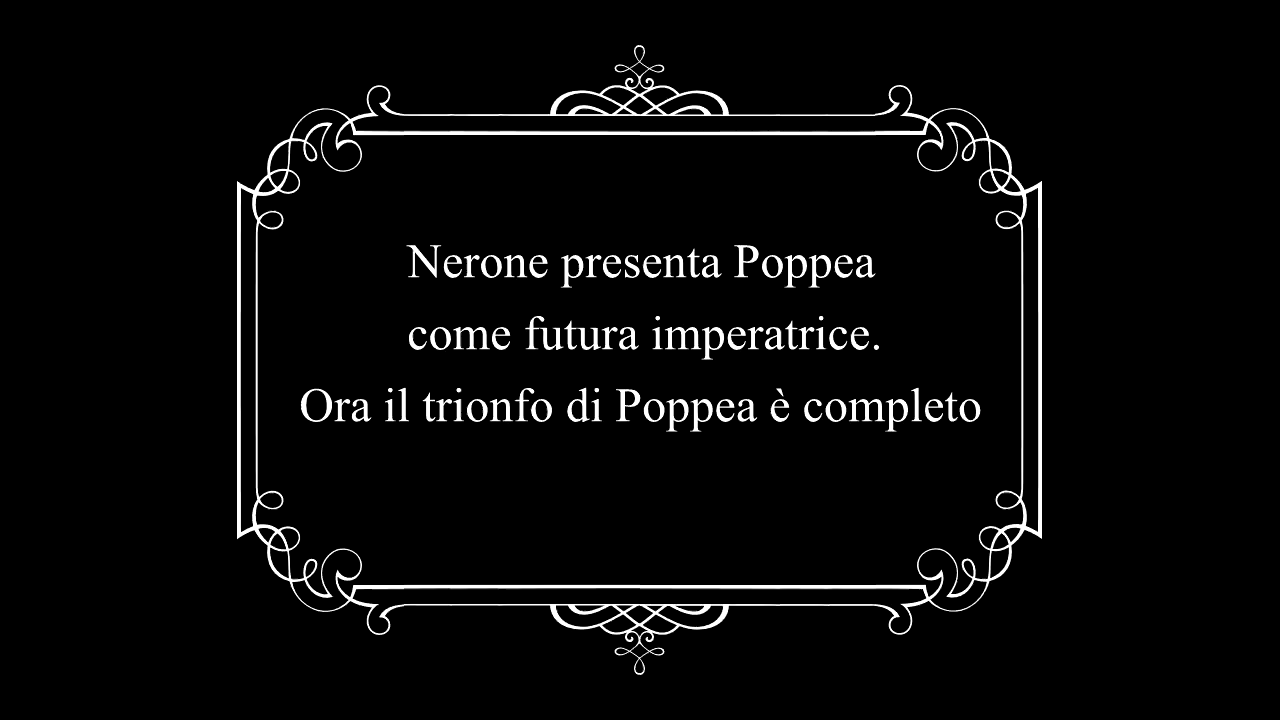 Nerone presenta Poppea
come futura imperatrice.
Ora il trionfo di Poppea è completo